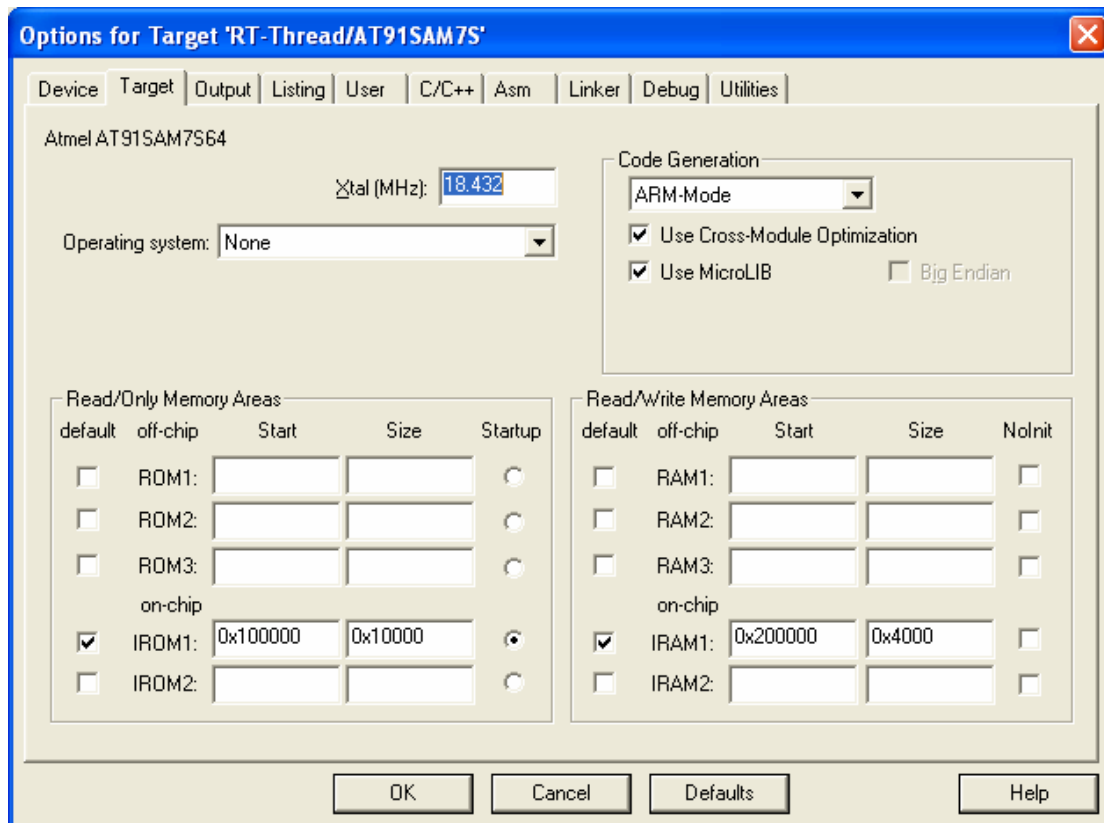 Options for Target 'RT-Thread/AT91SAM7S'
Device Target Output Listing User C/C++ Asm Linker Debug Utilities
Atmel AT91SAM7S64
Xtal (MHz): 18.432
Operating system: None
Code Generation
ARM-Mode
Use Cross-Module Optimization
Use MicroLIB Big Endian
Read/Only Memory Areas
default off-chip Start Size Startup
ROM1:
ROM2:
ROM3:
on-chip
IROM1: 0x100000 0x10000
IROM2:
Read/Write Memory Areas
default off-chip Start Size NoInit
RAM1:
RAM2:
RAM3:
on-chip
IRAM1: 0x200000 0x4000
IRAM2:
OK Cancel Defaults Help